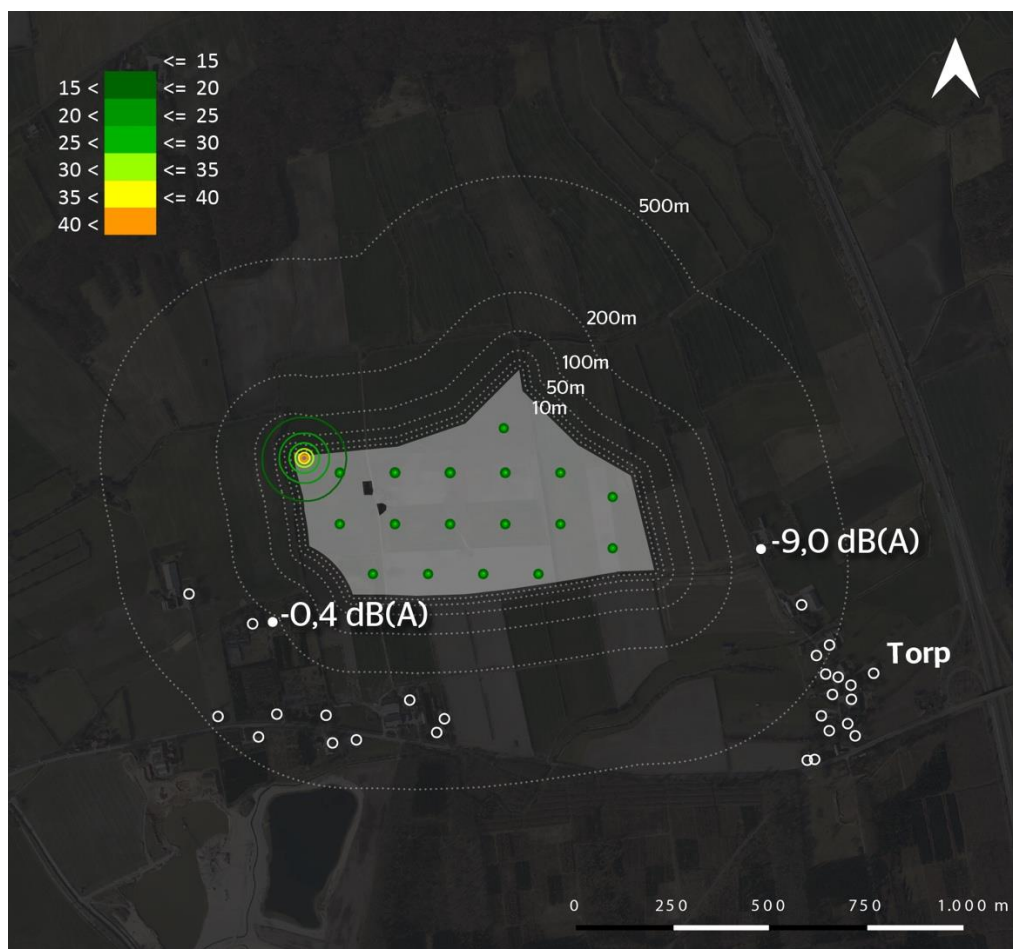 <= 15
15 < <= 20
20 < <= 25
25 < <= 30
30 < <= 35
35 < <= 40
40 <
500m
200m
100m
50m
10m
-9,0 dB(A)
-0,4 dB(A)
Torp
0 250 500 750 1.000 m